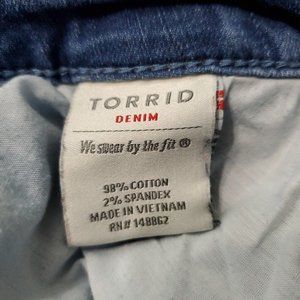 TORRID
DENIM
We swear by the fit ®
98% COTTON
2% SPANDEX
MADE IN VIETNAM
RN# 148862